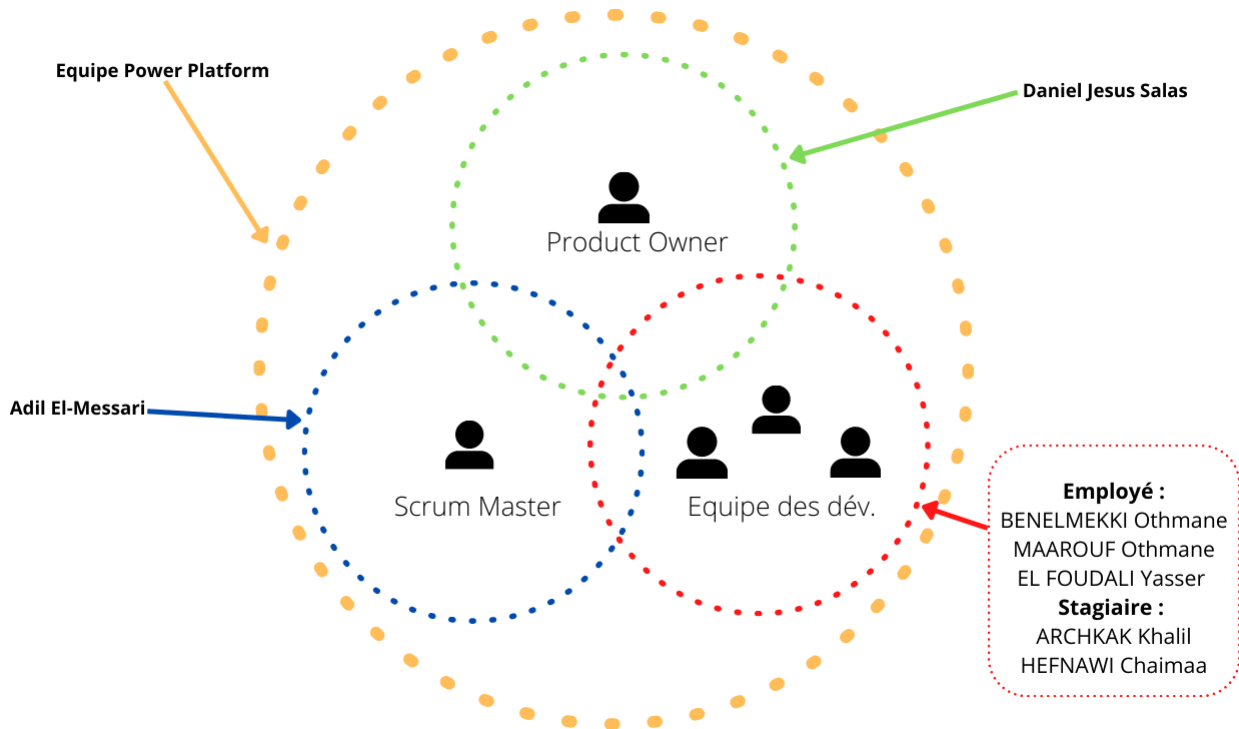 Equipe Power Platform
Daniel Jesus Salas
Product Owner
Adil El-Messari
Scrum Master
Equipe des dév.
Employé :
BENELMEKKI Othmane
MAAROUF Othmane
EL FOUDALI Yasser
Stagiaire :
ARCHKAK Khalil
HEFNAWI Chaimaa